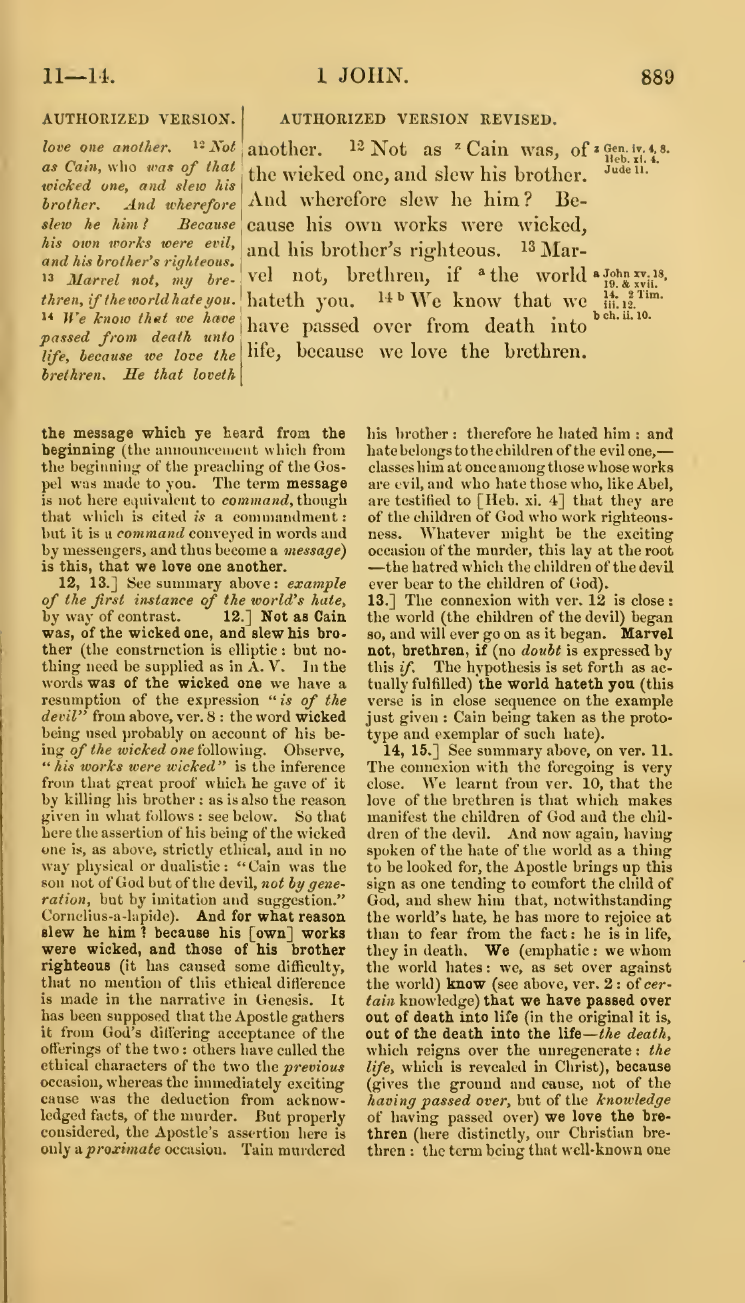 11—14.
1 JOHN.
889
AUTHORIZED VERSION.
love one another. 12 Not
as Cain, who was of that
wicked one, and slew his
brother. And wherefore
slew he him? Because
his own works were evil,
and his brother's righteous.
13 Marvel not, my bre-
thren, if the world hate you.
14 We know that we have
passed from death unto
life, because we love the
brethren. He that loveth
AUTHORIZED VERSION REVISED.
another. 12 Not as z Cain was, of
the wicked one, and slew his brother.
And wherefore slew he him? Be-
cause his own works were wicked,
and his brother's righteous. 13 Mar-
vel not, brethren, if a the world
hateth you. 14 b We know that we
have passed over from death into
life, because we love the brethren.
z Gen. iv. 4, 8.
Heb. xi. 4.
Jude 11.
a John xv. 18,
19. & xvii.
14. 2 Tim.
iii. 12.
b ch. ii. 10.
the message which ye heard from the
beginning (the announcement which from
the beginning of the preaching of the Gos-
pel was made to you. The term message
is not here equivalent to command, though
that which is cited is a commandment:
but it is a command conveyed in words and
by messengers, and thus become a message)
is this, that we love one another.
12, 13.] See summary above: example
of the first instance of the world's hate,
by way of contrast. 12.] Not as Cain
was, of the wicked one, and slew his bro-
ther (the construction is elliptic: but no-
thing need be supplied as in A. V. In the
words was of the wicked one we have a
resumption of the expression "is of the
devil" from above, ver. 8: the word wicked
being used probably on account of his be-
ing of the wicked one following. Observe,
"his works were wicked" is the inference
from that great proof which he gave of it
by killing his brother: as is also the reason
given in what follows: see below. So that
here the assertion of his being of the wicked
one is, as above, strictly ethical, and in no
way physical or dualistic: "Cain was the
son not of God but of the devil, not by gene-
ration, but by imitation and suggestion."
Cornelius-a-lapide). And for what reason
slew he him? because his [own] works
were wicked, and those of his brother
righteous (it has caused some difficulty,
that no mention of this ethical difference
is made in the narrative in Genesis. It
has been supposed that the Apostle gathers
it from God's differing acceptance of the
offerings of the two: others have called the
ethical characters of the two the previous
occasion, whereas the immediately exciting
cause was the deduction from acknow-
ledged facts, of the murder. But properly
considered, the Apostle's assertion here is
only a proximate occasion. Tain murdered
his brother: therefore he hated him: and
hate belongs to the children of the evil one,—
classes him at once among those whose works
are evil, and who hate those who, like Abel,
are testified to [Heb. xi. 4] that they are
of the children of God who work righteous-
ness. Whatever might be the exciting
occasion of the murder, this lay at the root
—the hatred which the children of the devil
ever bear to the children of God).
13.] The connexion with ver. 12 is close:
the world (the children of the devil) began
so, and will ever go on as it began. Marvel
not, brethren, if (no doubt is expressed by
this if. The hypothesis is set forth as ac-
tually fulfilled) the world hateth you (this
verse is in close sequence on the example
just given: Cain being taken as the proto-
type and exemplar of such hate).
14, 15.] See summary above, on ver. 11.
The connexion with the foregoing is very
close. We learnt from ver. 10, that the
love of the brethren is that which makes
manifest the children of God and the chil-
dren of the devil. And now again, having
spoken of the hate of the world as a thing
to be looked for, the Apostle brings up this
sign as one tending to comfort the child of
God, and shew him that, notwithstanding
the world's hate, he has more to rejoice at
than to fear from the fact: he is in life,
they in death. We (emphatic: we whom
the world hates: we, as set over against
the world) know (see above, ver. 2: of cer-
tain knowledge) that we have passed over
out of death into life (in the original it is,
out of the death into the life—the death,
which reigns over the unregenerate: the
life, which is revealed in Christ), because
(gives the ground and cause, not of the
having passed over, but of the knowledge
of having passed over) we love the bre-
thren (here distinctly, our Christian bre-
thren: the term being that well-known one